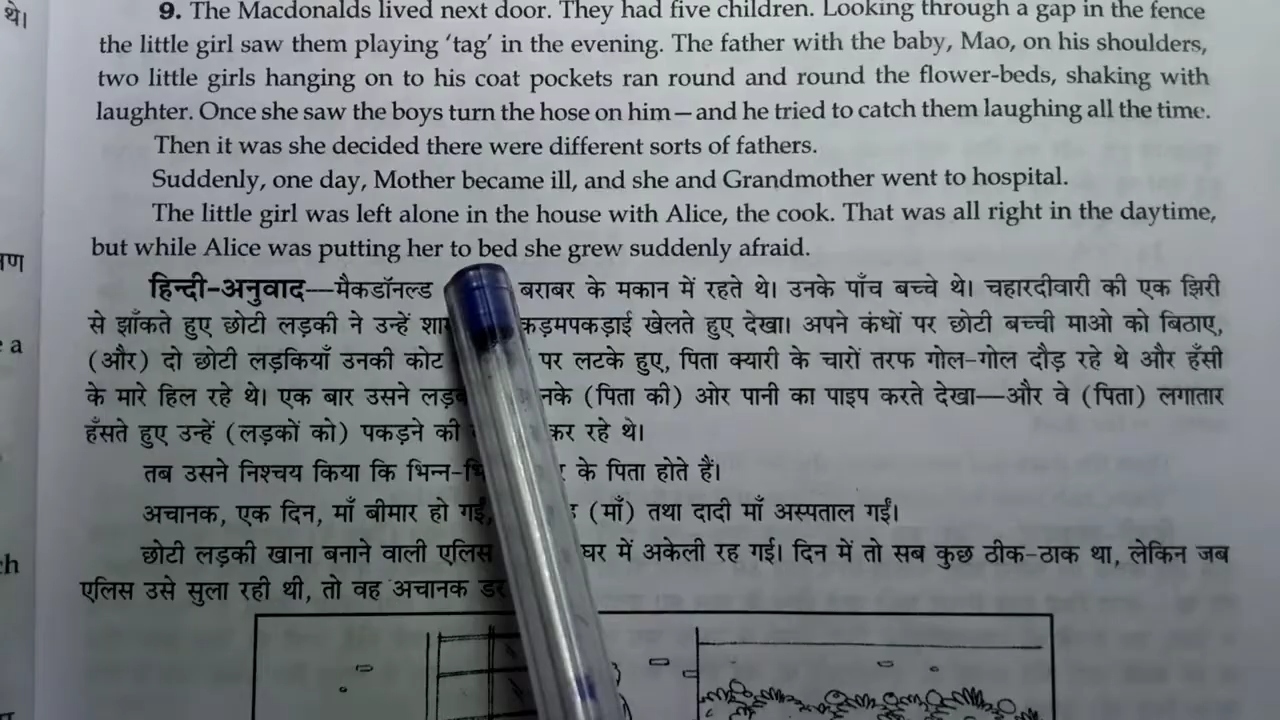 थे।
9. The Macdonalds lived next door. They had five children. Looking through a gap in the fence
the little girl saw them playing ‘tag’ in the evening. The father with the baby, Mao, on his shoulders,
two little girls hanging on to his coat pockets ran round and round the flower-beds, shaking with
laughter. Once she saw the boys turn the hose on him—and he tried to catch them laughing all the time.
Then it was she decided there were different sorts of fathers.
Suddenly, one day, Mother became ill, and she and Grandmother went to hospital.
The little girl was left alone in the house with Alice, the cook. That was all right in the daytime,
but while Alice was putting her to bed she grew suddenly afraid.
हिन्दी-अनुवाद—मैकडॉनल्ड बराबर के मकान में रहते थे। उनके पाँच बच्चे थे। चहारदीवारी की एक झिरी
से झाँकते हुए छोटी लड़की ने उन्हें खेलते हुए देखा। अपने कंधों पर छोटी बच्ची माओ को बिठाए,
a
(और) दो छोटी लड़कियाँ उनकी कोट पर लटके हुए, पिता क्यारी के चारों तरफ गोल-गोल दौड़ रहे थे और हँसी
के मारे हिल रहे थे। एक बार उसने (पिता की) ओर पानी का पाइप करते देखा—और वे (पिता) लगातार
हँसते हुए उन्हें (लड़कों को) पकड़ने की कर रहे थे।
तब उसने निश्चय किया कि के पिता होते हैं।
अचानक, एक दिन, माँ बीमार हो गईं, (माँ) तथा दादी माँ अस्पताल गईं।
छोटी लड़की खाना बनाने वाली एलिस घर में अकेली रह गई। दिन में तो सब कुछ ठीक-ठाक था, लेकिन जब
एलिस उसे सुला रही थी, तो वह अचानक